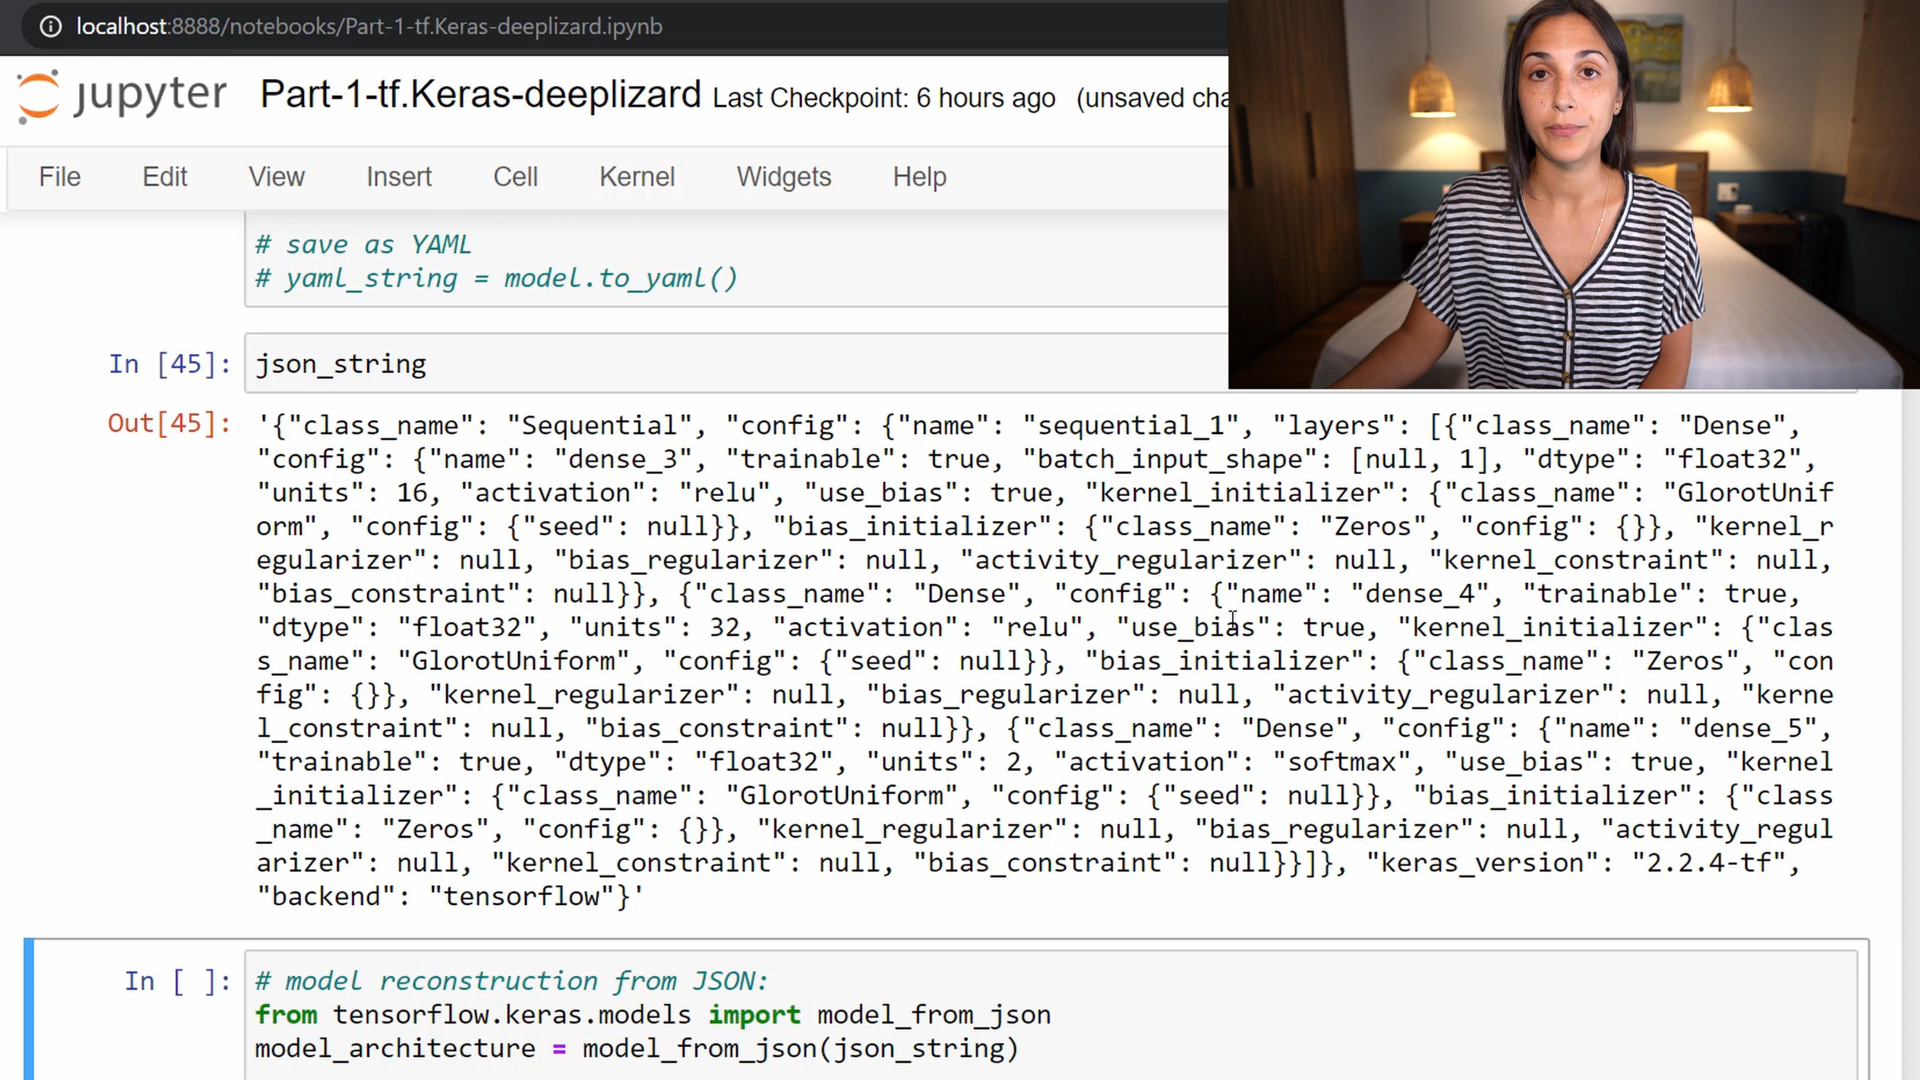 localhost:8888/notebooks/Part-1-tf.Keras-deeplizard.ipynb
jupyter Part-1-tf.Keras-deeplizard Last Checkpoint: 6 hours ago (unsaved cha
File Edit View Insert Cell Kernel Widgets Help
# save as YAML
# yaml_string = model.to_yaml()
In [45]: json_string
Out[45]: '{"class_name": "Sequential", "config": {"name": "sequential_1", "layers": [{"class_name": "Dense",
"config": {"name": "dense_3", "trainable": true, "batch_input_shape": [null, 1], "dtype": "float32",
"units": 16, "activation": "relu", "use_bias": true, "kernel_initializer": {"class_name": "GlorotUnif
orm", "config": {"seed": null}}, "bias_initializer": {"class_name": "Zeros", "config": {}}, "kernel_r
egularizer": null, "bias_regularizer": null, "activity_regularizer": null, "kernel_constraint": null,
"bias_constraint": null}}, {"class_name": "Dense", "config": {"name": "dense_4", "trainable": true,
"dtype": "float32", "units": 32, "activation": "relu", "use_bias": true, "kernel_initializer": {"clas
s_name": "GlorotUniform", "config": {"seed": null}}, "bias_initializer": {"class_name": "Zeros", "con
fig": {}}, "kernel_regularizer": null, "bias_regularizer": null, "activity_regularizer": null, "kerne
l_constraint": null, "bias_constraint": null}}, {"class_name": "Dense", "config": {"name": "dense_5",
"trainable": true, "dtype": "float32", "units": 2, "activation": "softmax", "use_bias": true, "kernel
_initializer": {"class_name": "GlorotUniform", "config": {"seed": null}}, "bias_initializer": {"class
_name": "Zeros", "config": {}}, "kernel_regularizer": null, "bias_regularizer": null, "activity_regul
arizer": null, "kernel_constraint": null, "bias_constraint": null}}]}, "keras_version": "2.2.4-tf",
"backend": "tensorflow"}'
In [ ]: # model reconstruction from JSON:
from tensorflow.keras.models import model_from_json
model_architecture = model_from_json(json_string)